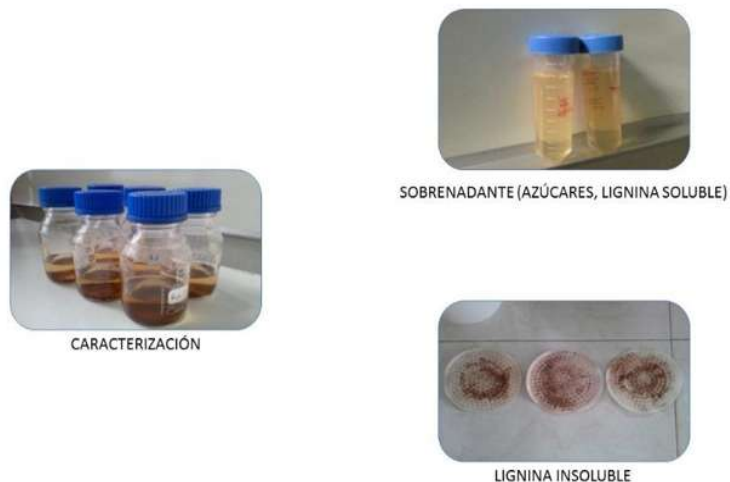 SOBRENADANTE (AZÚCARES, LIGNINA SOLUBLE)
CARACTERIZACIÓN
LIGNINA INSOLUBLE